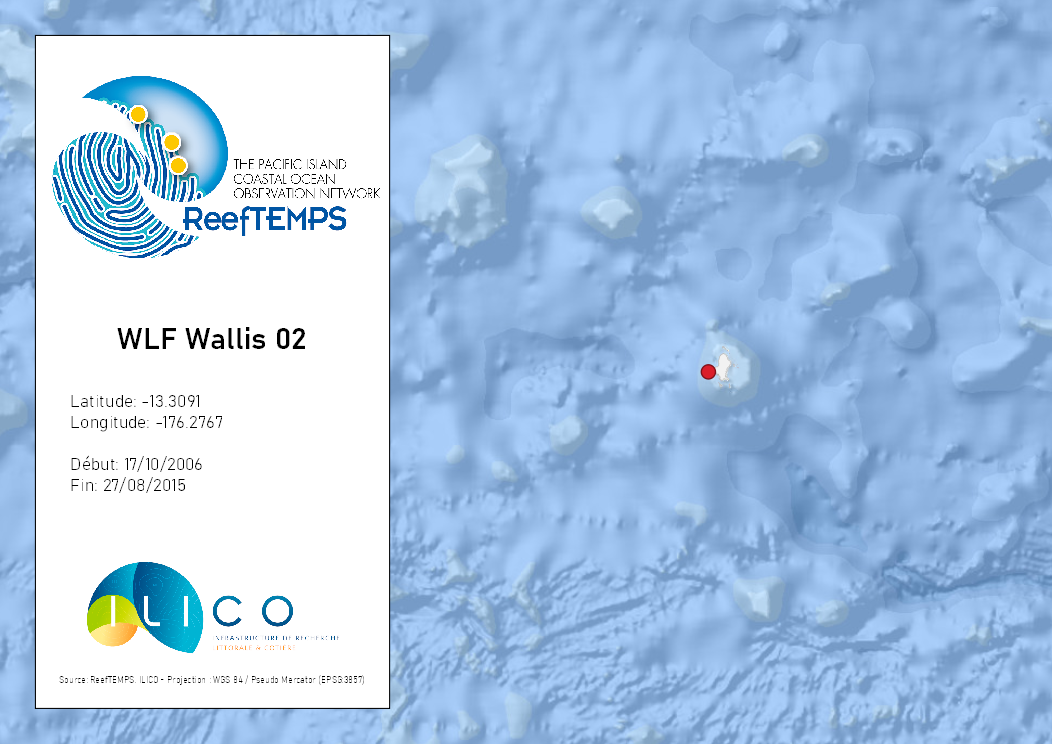 THE PACIFIC ISLAND
COASTAL OCEAN
OBSERVATION NETWORK
ReefTEMPS
WLF Wallis 02
Latitude: -13.3091
Longitude: -176.2767
Début: 17/10/2006
Fin: 27/08/2015
ILICO
INFRASTRUCTURE DE RECHERCHE
LITTORALE & CÔTIÈRE
Source: ReefTEMPS, ILICO - Projection : WGS 84 / Pseudo Mercator (EPSG:3857)